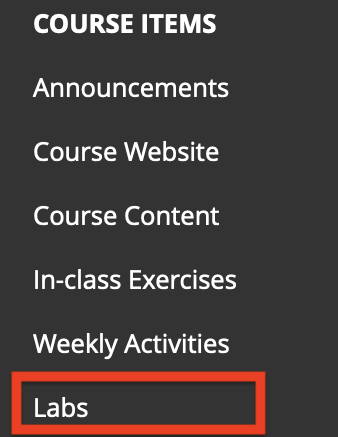 COURSE ITEMS
Announcements
Course Website
Course Content
In-class Exercises
Weekly Activities
Labs